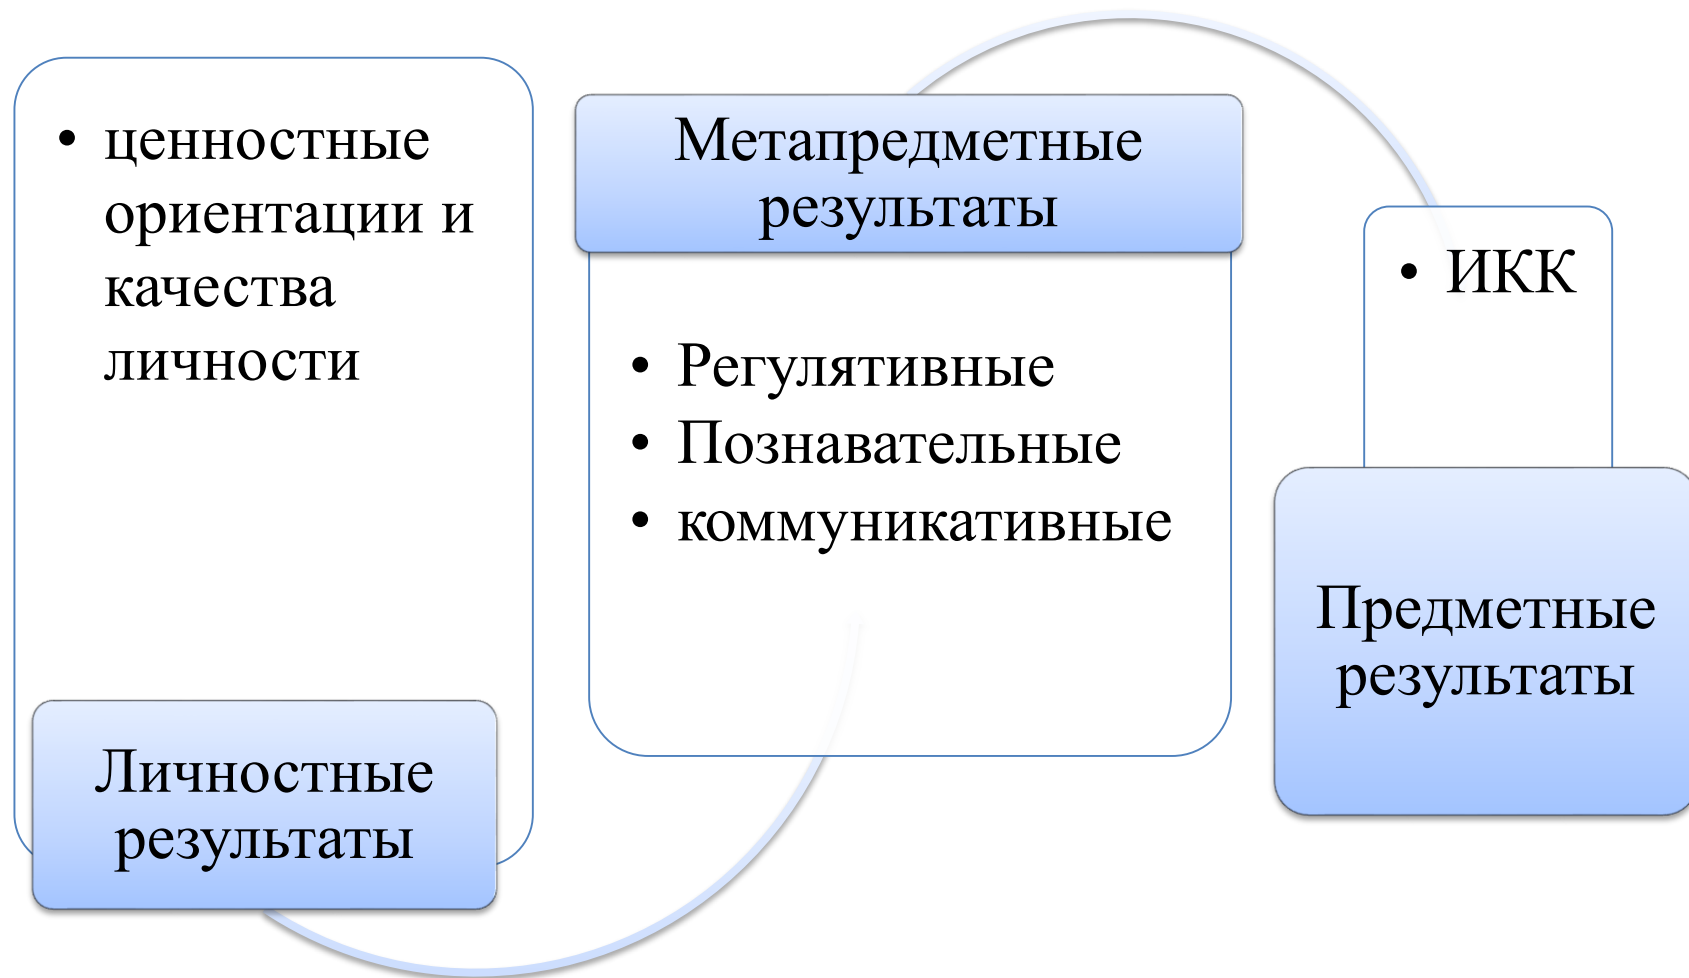 • ценностные
ориентации и
качества
личности
Личностные
результаты
Метапредметные
результаты
• Регулятивные
• Познавательные
• коммуникативные
• ИКК
Предметные
результаты